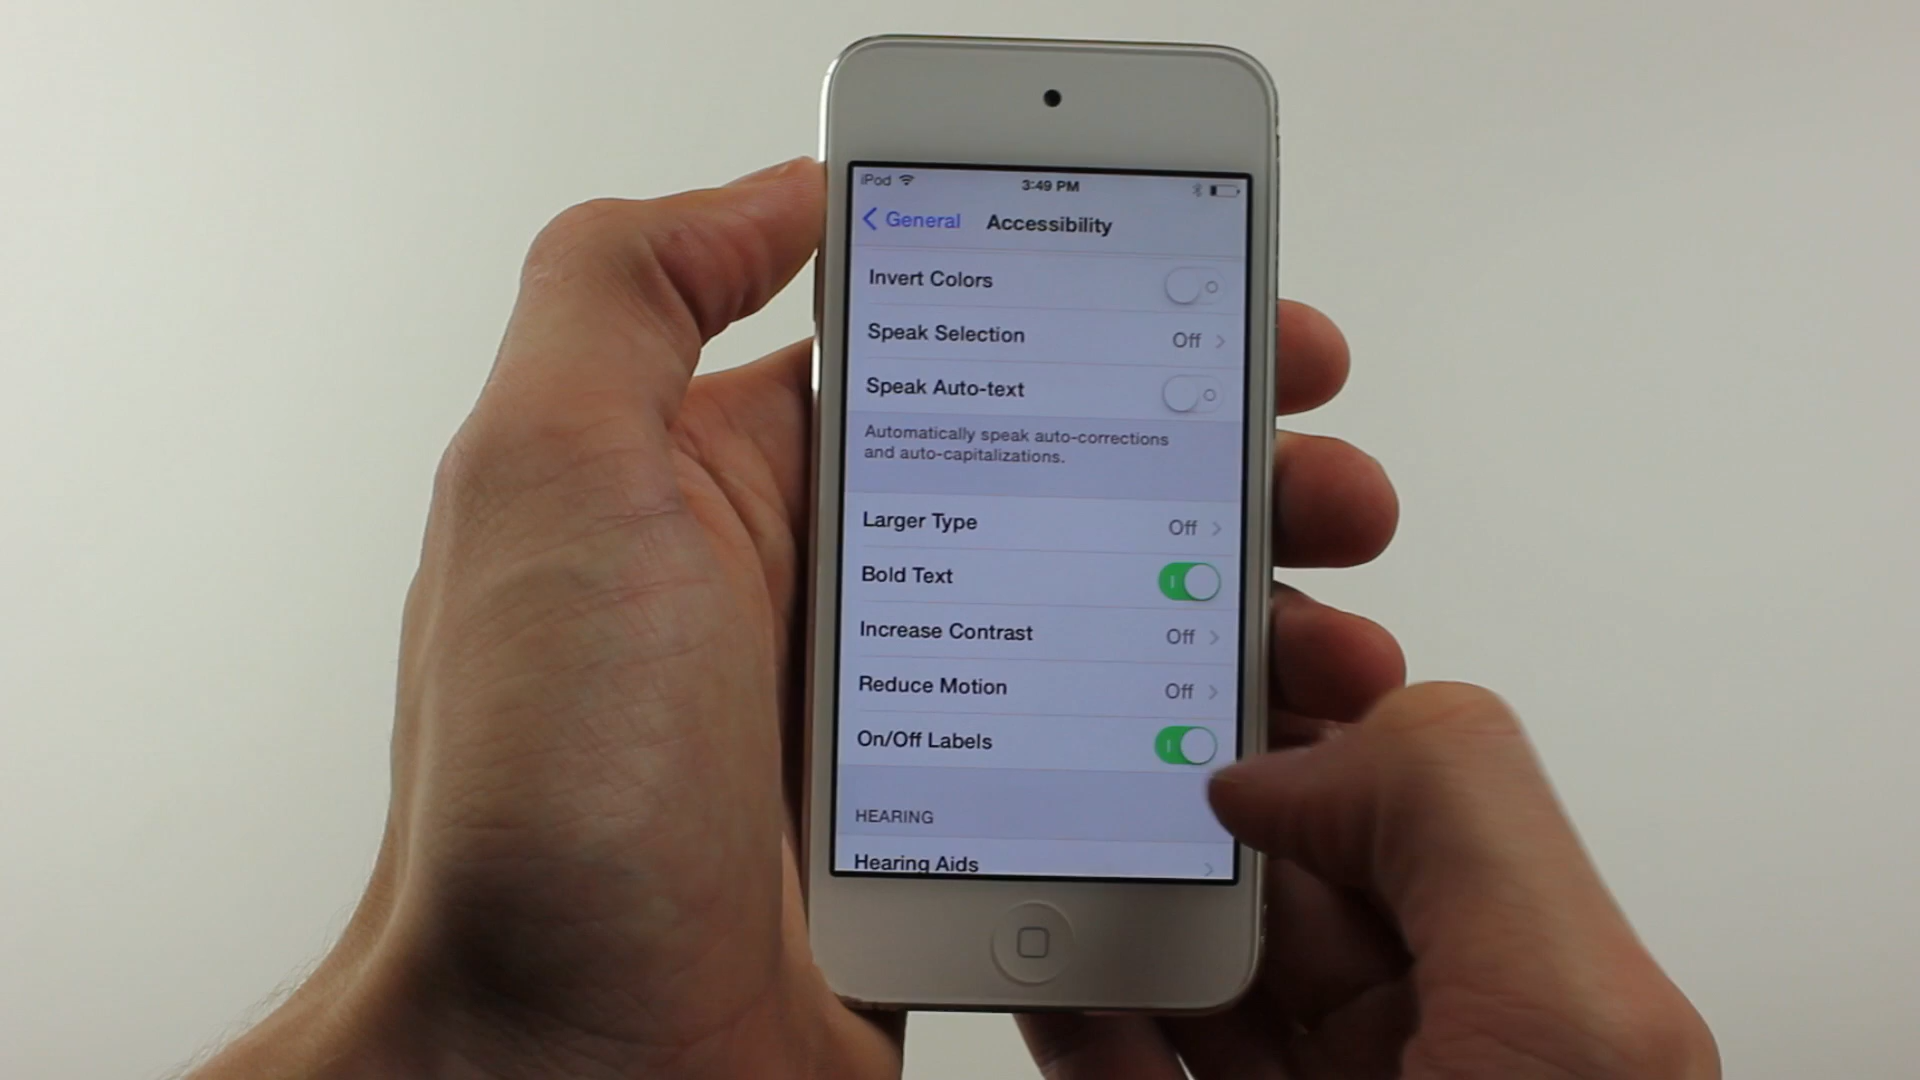 iPod 3:49 PM
General Accessibility
Invert Colors
Speak Selection Off
Speak Auto-text
Automatically speak auto-corrections
and auto-capitalizations.
Larger Type Off
Bold Text
Increase Contrast Off
Reduce Motion Off
On/Off Labels
HEARING
Hearing Aids